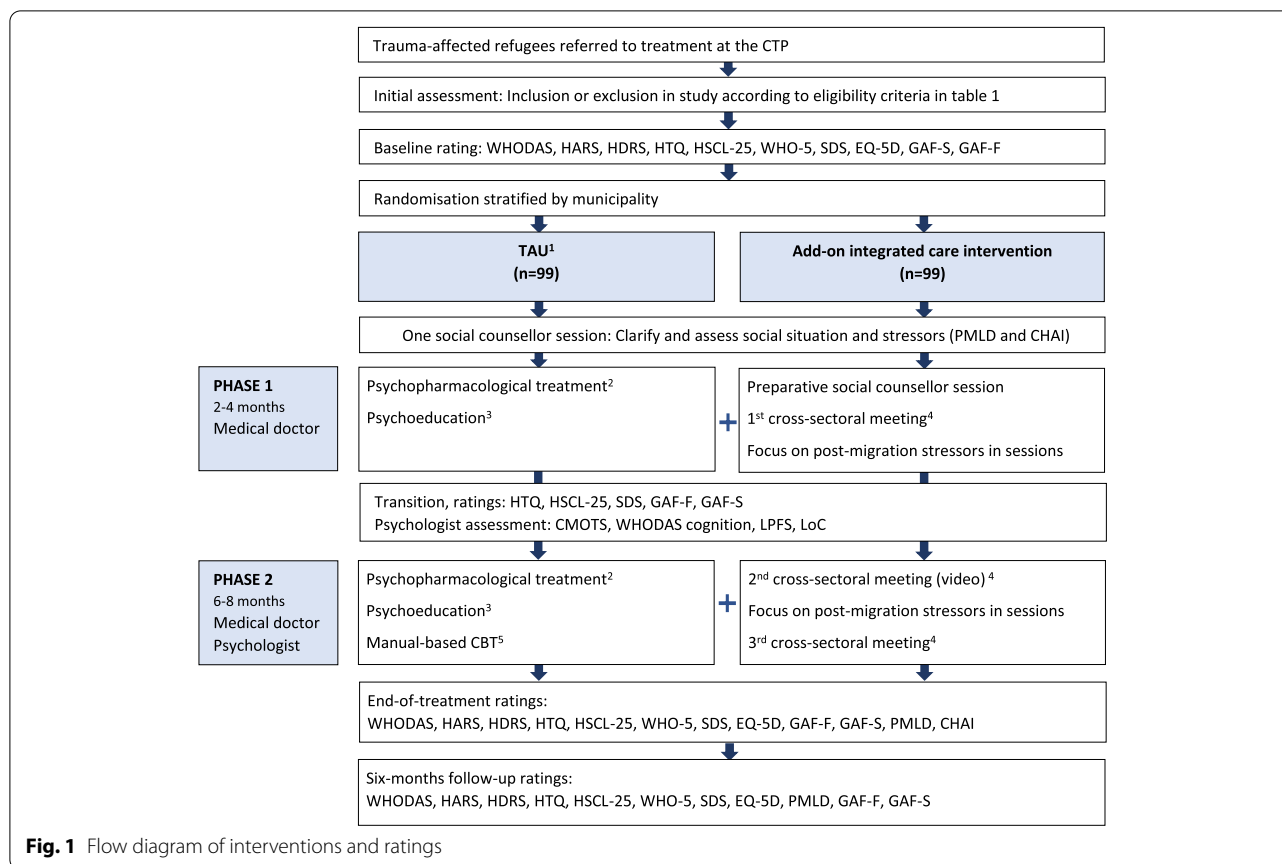 Trauma-affected refugees referred to treatment at the CTP
Initial assessment: Inclusion or exclusion in study according to eligibility criteria in table 1
Baseline rating: WHODAS, HARS, HDRS, HTQ, HSCL-25, WHO-5, SDS, EQ-5D, GAF-S, GAF-F
Randomisation stratified by municipality
TAU¹
(n=99)
Add-on integrated care intervention
(n=99)
One social counsellor session: Clarify and assess social situation and stressors (PMLD and CHAI)
PHASE 1
2-4 months
Medical doctor
Psychopharmacological treatment²
Psychoeducation³
+
Preparative social counsellor session
1st cross-sectoral meeting⁴
Focus on post-migration stressors in sessions
Transition, ratings: HTQ, HSCL-25, SDS, GAF-F, GAF-S
Psychologist assessment: CMOTS, WHODAS cognition, LPFS, LoC
PHASE 2
6-8 months
Medical doctor
Psychologist
Psychopharmacological treatment²
Psychoeducation³
Manual-based CBT⁵
+
2nd cross-sectoral meeting (video) ⁴
Focus on post-migration stressors in sessions
3rd cross-sectoral meeting⁴
End-of-treatment ratings:
WHODAS, HARS, HDRS, HTQ, HSCL-25, WHO-5, SDS, EQ-5D, GAF-F, GAF-S, PMLD, CHAI
Six-months follow-up ratings:
WHODAS, HARS, HDRS, HTQ, HSCL-25, WHO-5, SDS, EQ-5D, PMLD, GAF-F, GAF-S
Fig. 1 Flow diagram of interventions and ratings